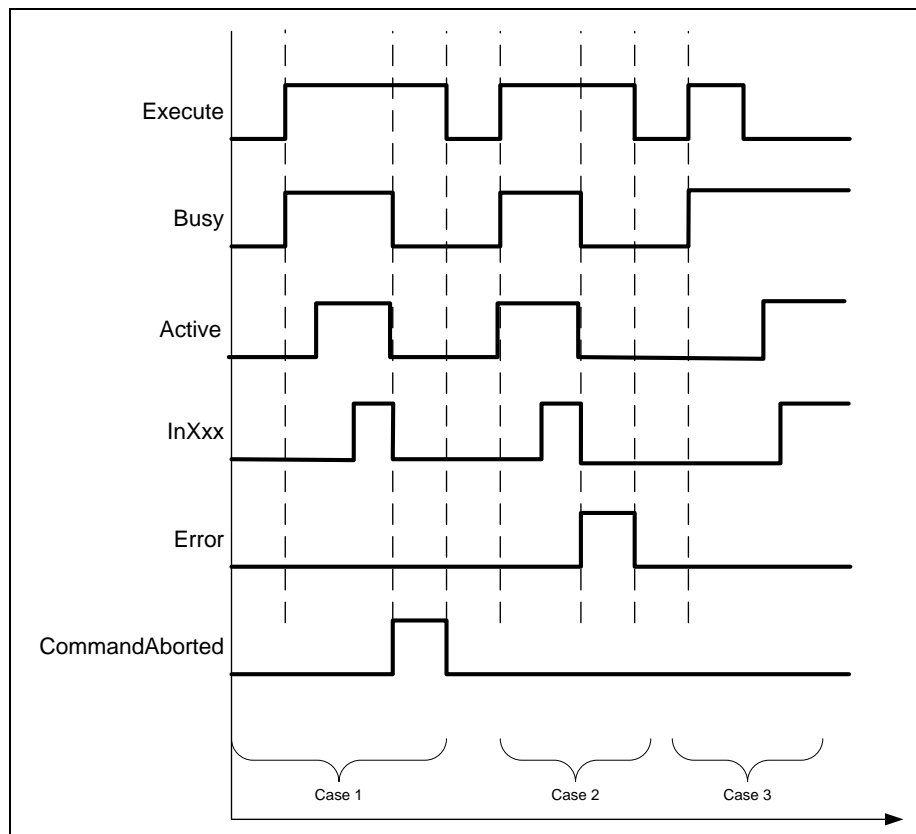 Execute
Busy
Active
InXxx
Error
CommandAborted
Case 1
Case 2
Case 3